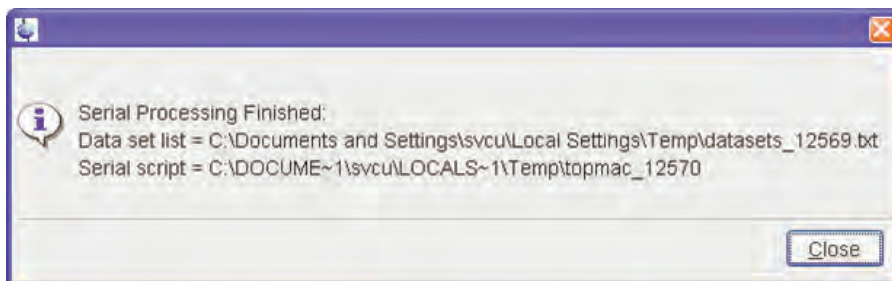 Serial Processing Finished:
Data set list = C:\Documents and Settings\svcu\Local Settings\Temp\datasets_12569.txt
Serial script = C:\DOCUME~1\svcu\LOCALS~1\Temp\topmac_12570
Close